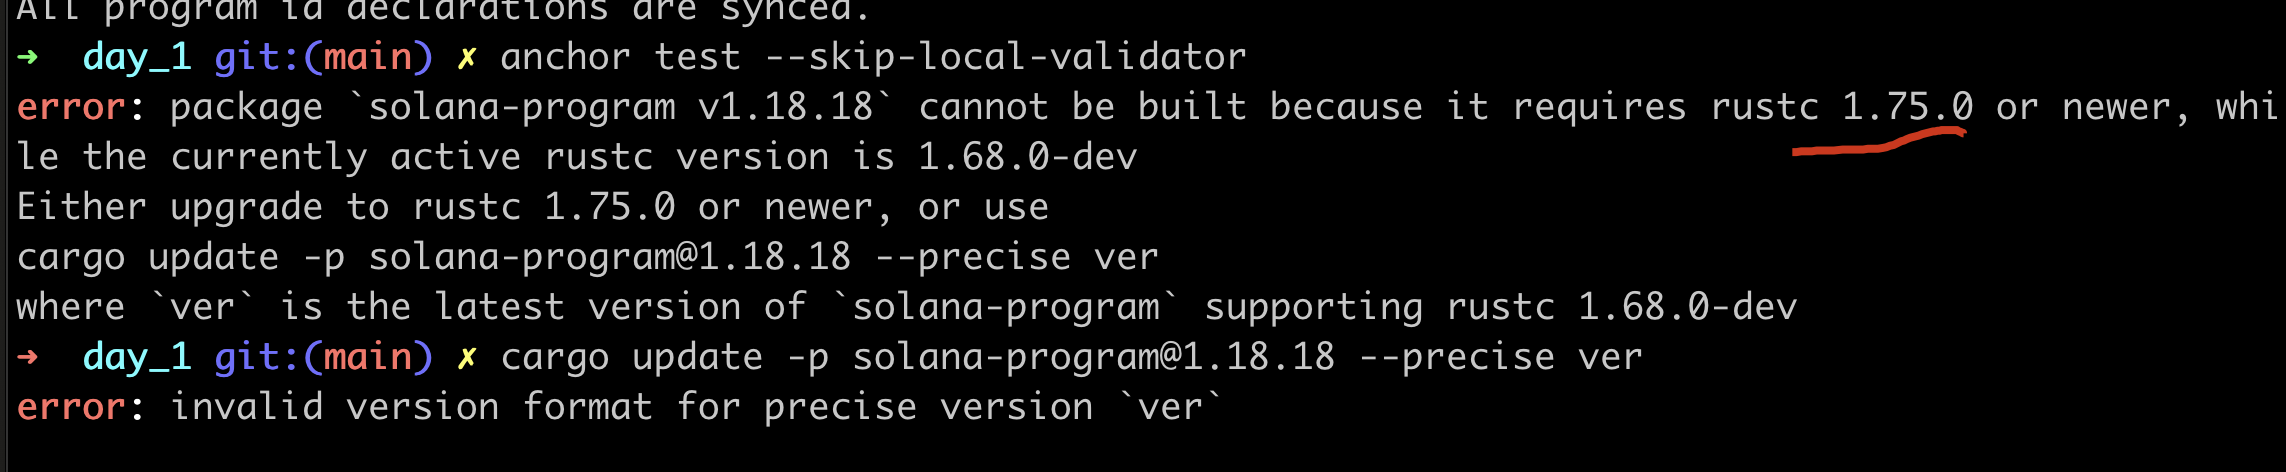 All program id declarations are synced.
➜  day_1 git:(main) ✗ anchor test --skip-local-validator
error: package `solana-program v1.18.18` cannot be built because it requires rustc 1.75.0 or newer, whi
le the currently active rustc version is 1.68.0-dev
Either upgrade to rustc 1.75.0 or newer, or use
cargo update -p solana-program@1.18.18 --precise ver
where `ver` is the latest version of `solana-program` supporting rustc 1.68.0-dev
➜  day_1 git:(main) ✗ cargo update -p solana-program@1.18.18 --precise ver
error: invalid version format for precise version `ver`